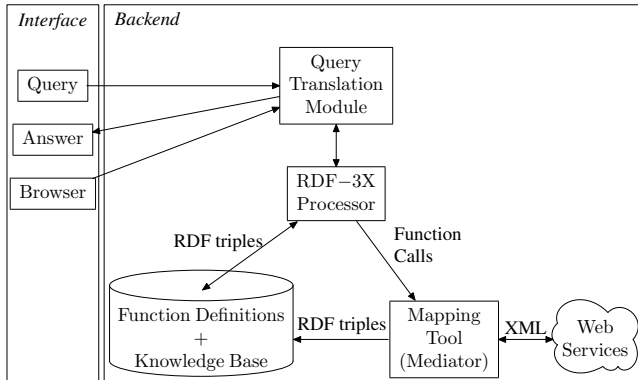 Interface
Backend
Query
Query
Translation
Module
Answer
Browser
RDF−3X
Processor
RDF triples
Function
Calls
Function Definitions
+
Knowledge Base
RDF triples
Mapping
Tool
(Mediator)
XML
Web
Services